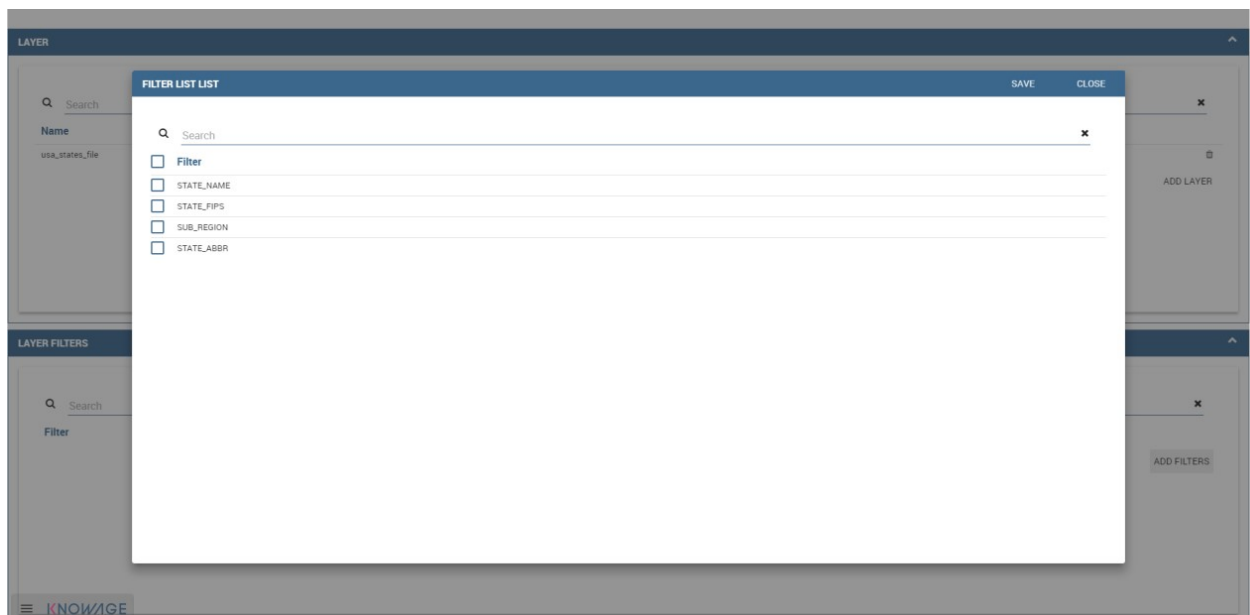 LAYER
FILTER LIST LIST SAVE CLOSE
Search
Name
usa_states_file
ADD LAYER
Search
Filter
STATE_NAME
STATE_FIPS
SUB_REGION
STATE_ABBR
LAYER FILTERS
Search
Filter
ADD FILTERS
KNOWAGE